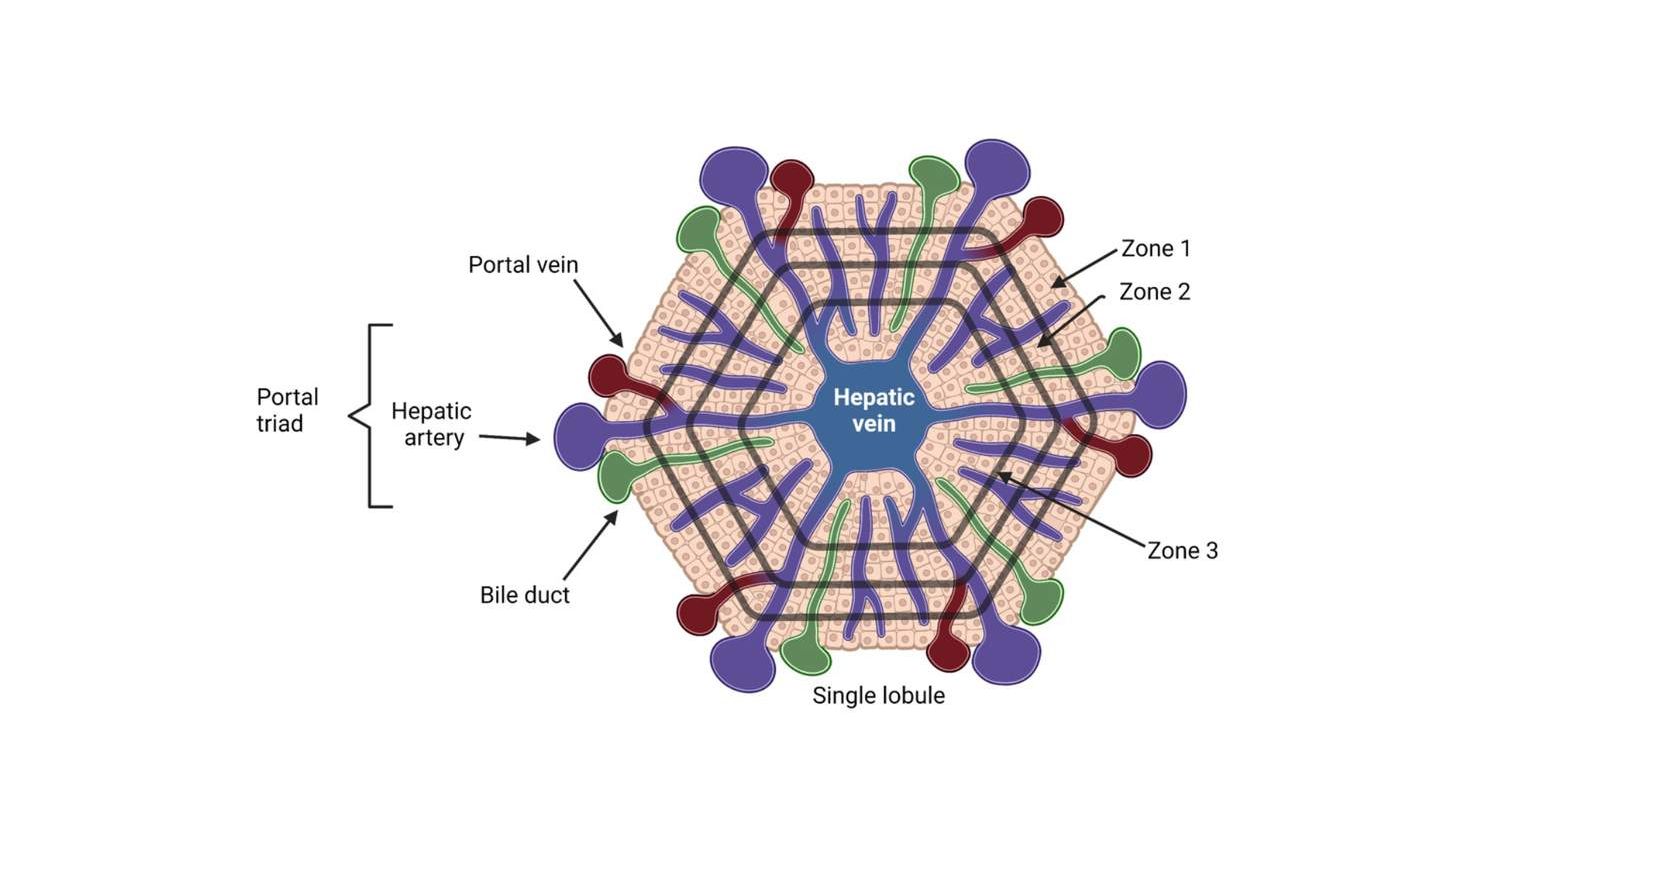 Portal vein
Portal
triad
Hepatic
artery
Bile duct
Hepatic
vein
Zone 1
Zone 2
Zone 3
Single lobule